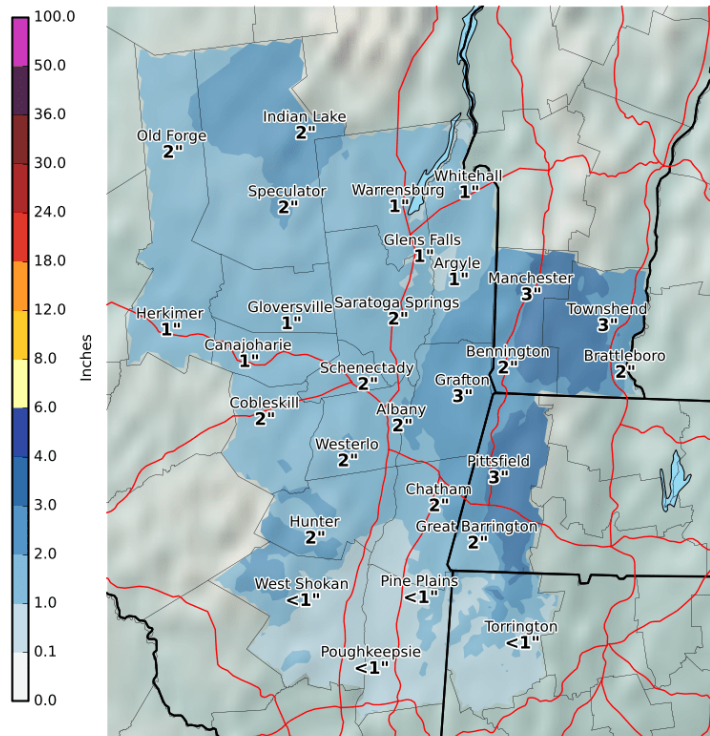 100.0
50.0
36.0
30.0
24.0
18.0
12.0
8.0
6.0
4.0
3.0
2.0
1.0
0.1
0.0
Inches
Old Forge
2"
Indian Lake
2"
Speculator
2"
Warrensburg
1"
Whitehall
1"
Glens Falls
1"
Argyle
1"
Manchester
3"
Herkimer
1"
Gloversville
1"
Saratoga Springs
2"
Townshend
3"
Canajoharie
1"
Schenectady
2"
Bennington
2"
Brattleboro
2"
Grafton
3"
Cobleskill
2"
Albany
2"
Westerlo
2"
Pittsfield
3"
Chatham
2"
Hunter
2"
Great Barrington
2"
West Shokan
<1"
Pine Plains
<1"
Torrington
<1"
Poughkeepsie
<1"